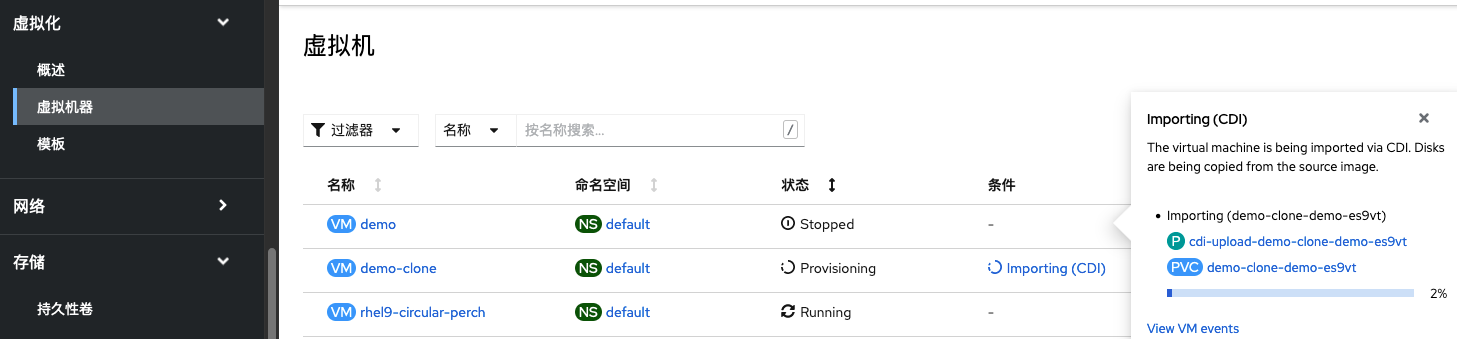 虚拟化
概述
虚拟机器
模板
网络
存储
持久性卷
虚拟机
过滤器 名称 按名称搜索... /
名称 命名空间 状态 条件
VM demo NS default Stopped -
VM demo-clone NS default Provisioning Importing (CDI)
VM rhel9-circular-perch NS default Running -
Importing (CDI)
The virtual machine is being imported via CDI. Disks
are being copied from the source image.
• Importing (demo-clone-demo-es9vt)
P cdi-upload-demo-clone-demo-es9vt
PVC demo-clone-demo-es9vt
2%
View VM events